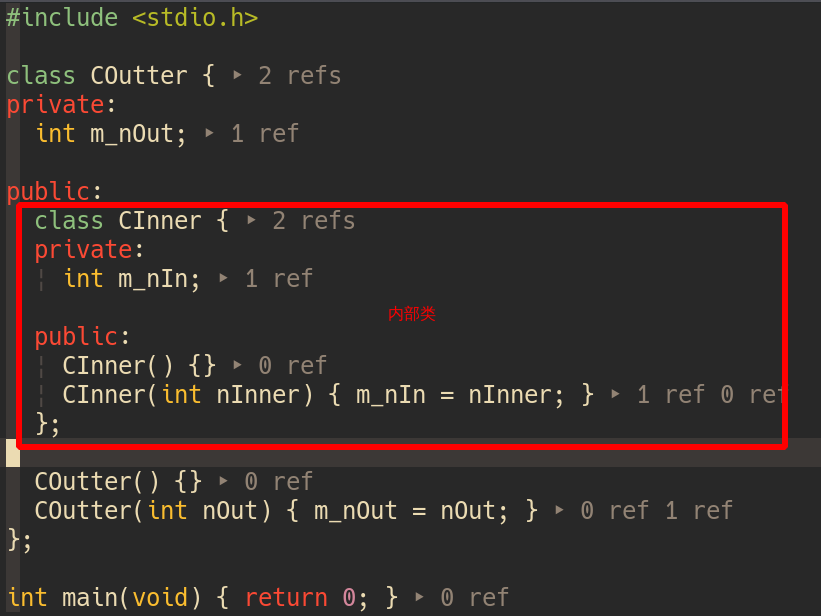 #include <stdio.h>
class COutter { ‣ 2 refs
private:
int m_nOut; ‣ 1 ref
public:
class CInner { ‣ 2 refs
private:
int m_nIn; ‣ 1 ref
内部类
public:
CInner() {} ‣ 0 ref
CInner(int nInner) { m_nIn = nInner; } ‣ 1 ref 0 ref
};
COutter() {} ‣ 0 ref
COutter(int nOut) { m_nOut = nOut; } ‣ 0 ref 1 ref
};
int main(void) { return 0; } ‣ 0 ref